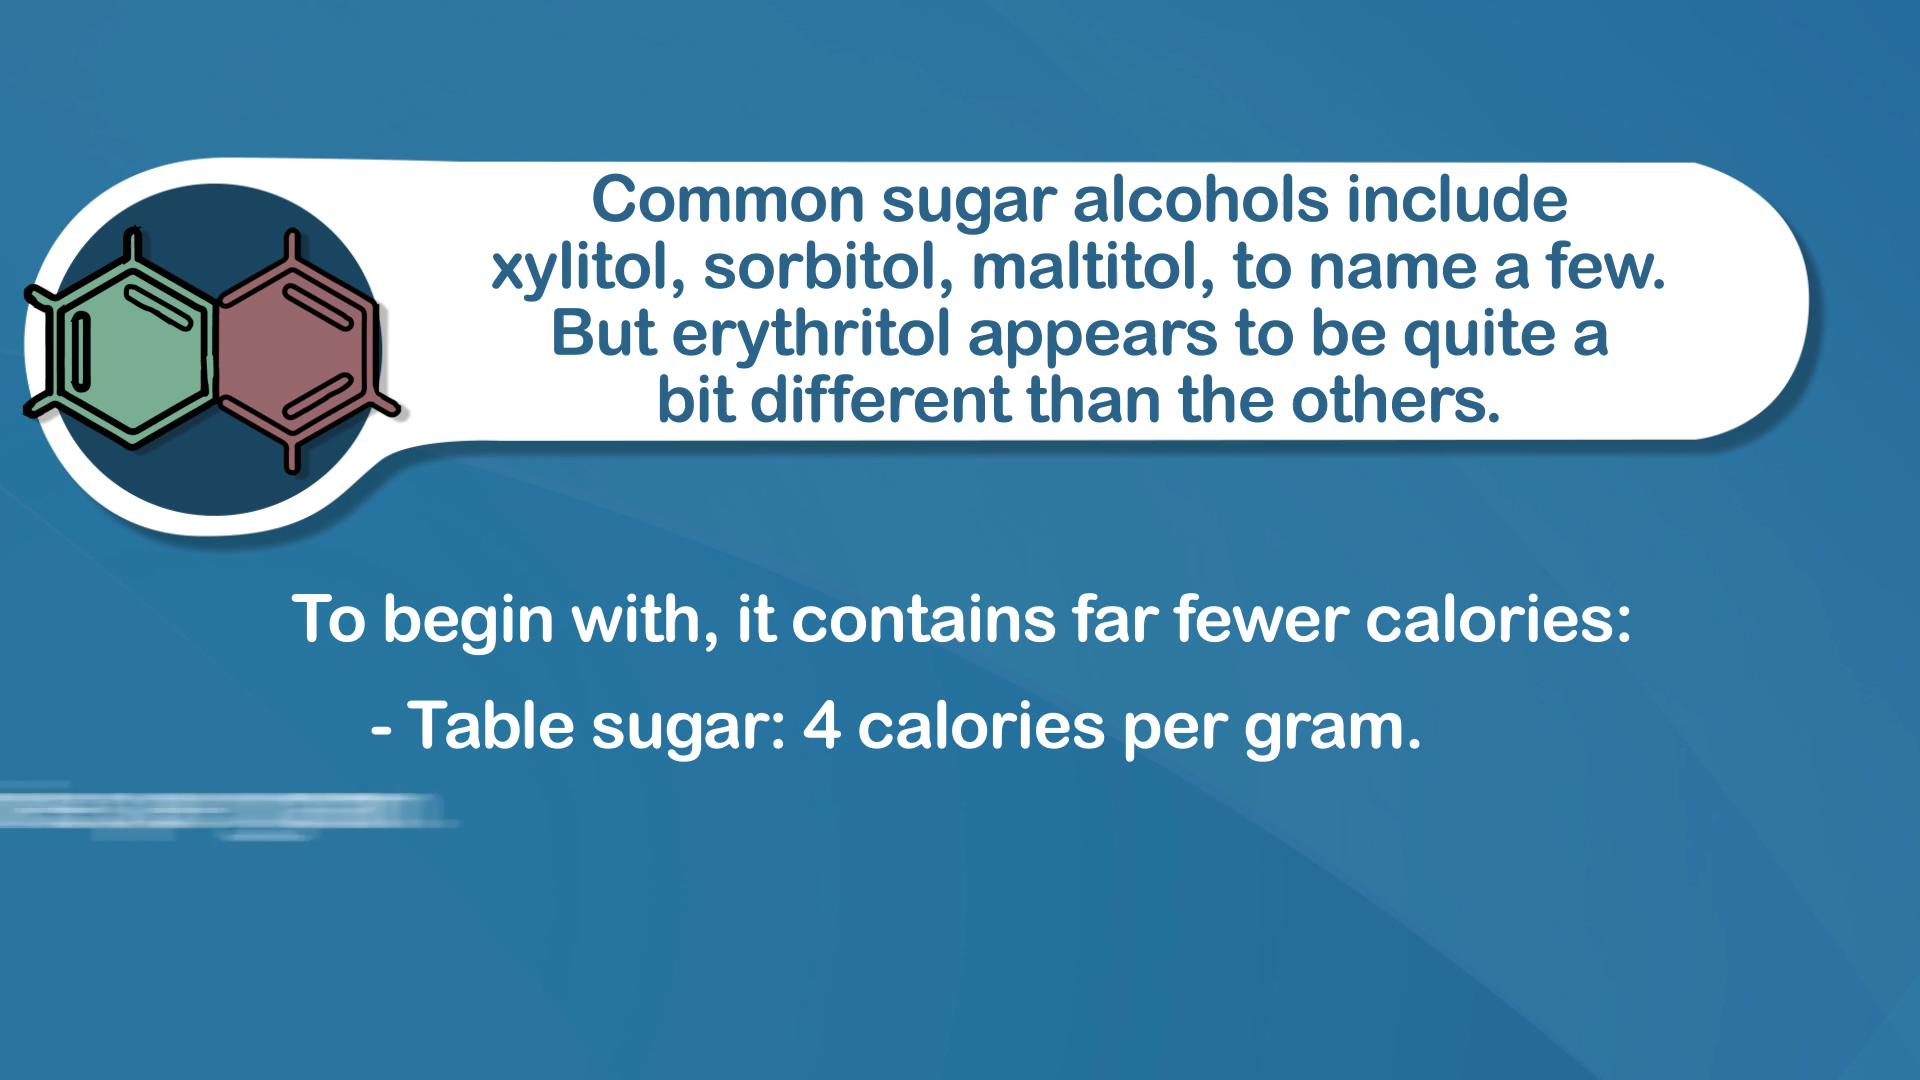 Common sugar alcohols include
xylitol, sorbitol, maltitol, to name a few.
But erythritol appears to be quite a
bit different than the others.
To begin with, it contains far fewer calories:
- Table sugar: 4 calories per gram.